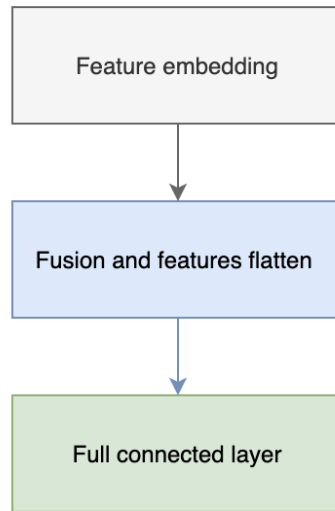 Feature embedding
Fusion and features flatten
Full connected layer